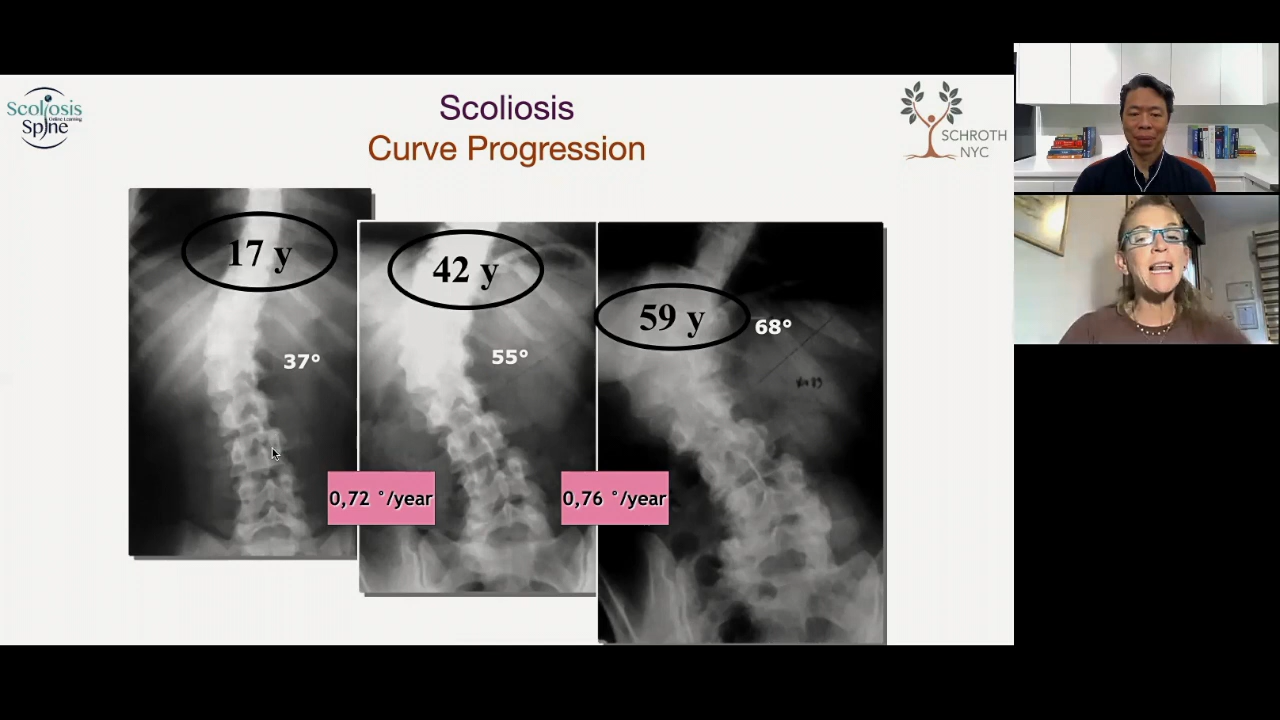 Scoliosis
Online Learning
Spine
Scoliosis
Curve Progression
SCHROTH
NYC
17 y
42 y
59 y
37°
55°
68°
0,72 °/year
0,76 °/year